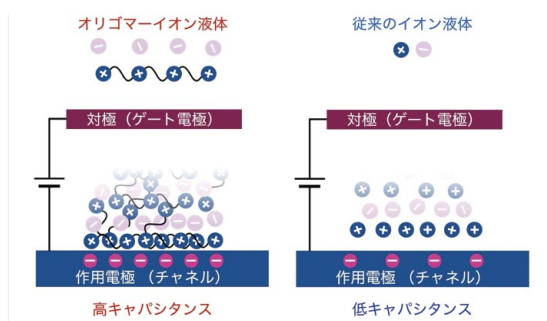 オリゴマーイオン液体
対極（ゲート電極）
作用電極 （チャネル）
高キャパシタンス
従来のイオン液体
対極（ゲート電極）
作用電極 （チャネル）
低キャパシタンス